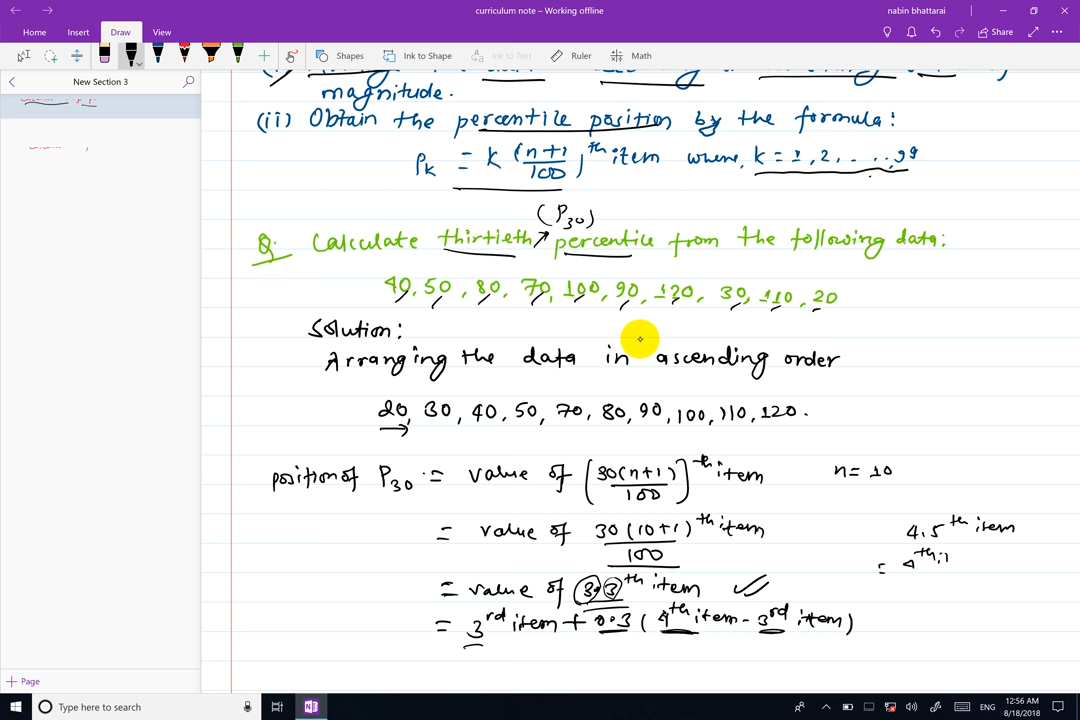 curriculum note – Working offline
nabin bhattarai
Home Insert Draw View
Share
Shapes Ink to Shape Ink to Text Ruler Math
New Section 3
magnitude.
(ii) Obtain the percentile position by the formula:
Pk = k (n+1/100)th item where, k = 1, 2, ...., 99
(P30)
Q. Calculate thirtieth percentile from the following data:
40, 50, 80, 70, 100, 90, 120, 30, 110, 20
Solution:
Arranging the data in ascending order
20, 30, 40, 50, 70, 80, 90, 100, 110, 120.
position of P30 = value of (30(n+1)/100)th item n = 10
= value of 30(10+1)/100 th item 4.5th item
= 4th i
= value of 3.3th item
= 3rd item + 0.3 (4th item - 3rd item)
+ Page
Type here to search
ENG
12:56 AM
8/18/2018